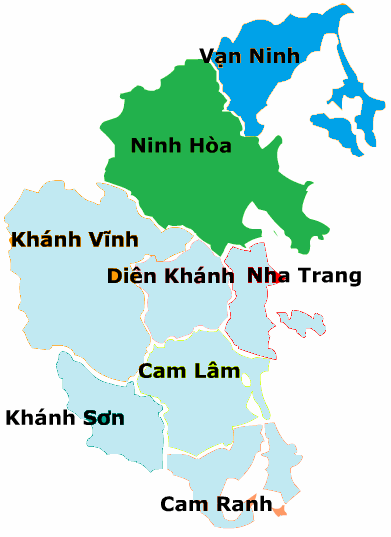 Vạn Ninh
Ninh Hòa
Khánh Vĩnh
Diên Khánh
Nha Trang
Cam Lâm
Khánh Sơn
Cam Ranh